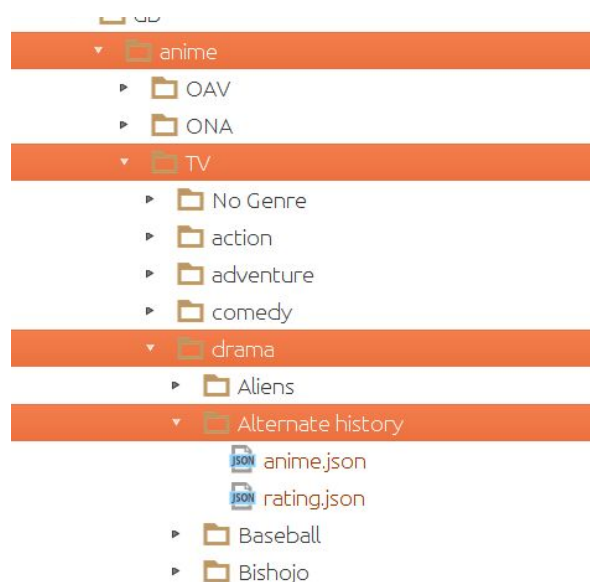 anime
OAV
ONA
TV
No Genre
action
adventure
comedy
drama
Aliens
Alternate history
JSON anime.json
JSON rating.json
Baseball
Bishojo